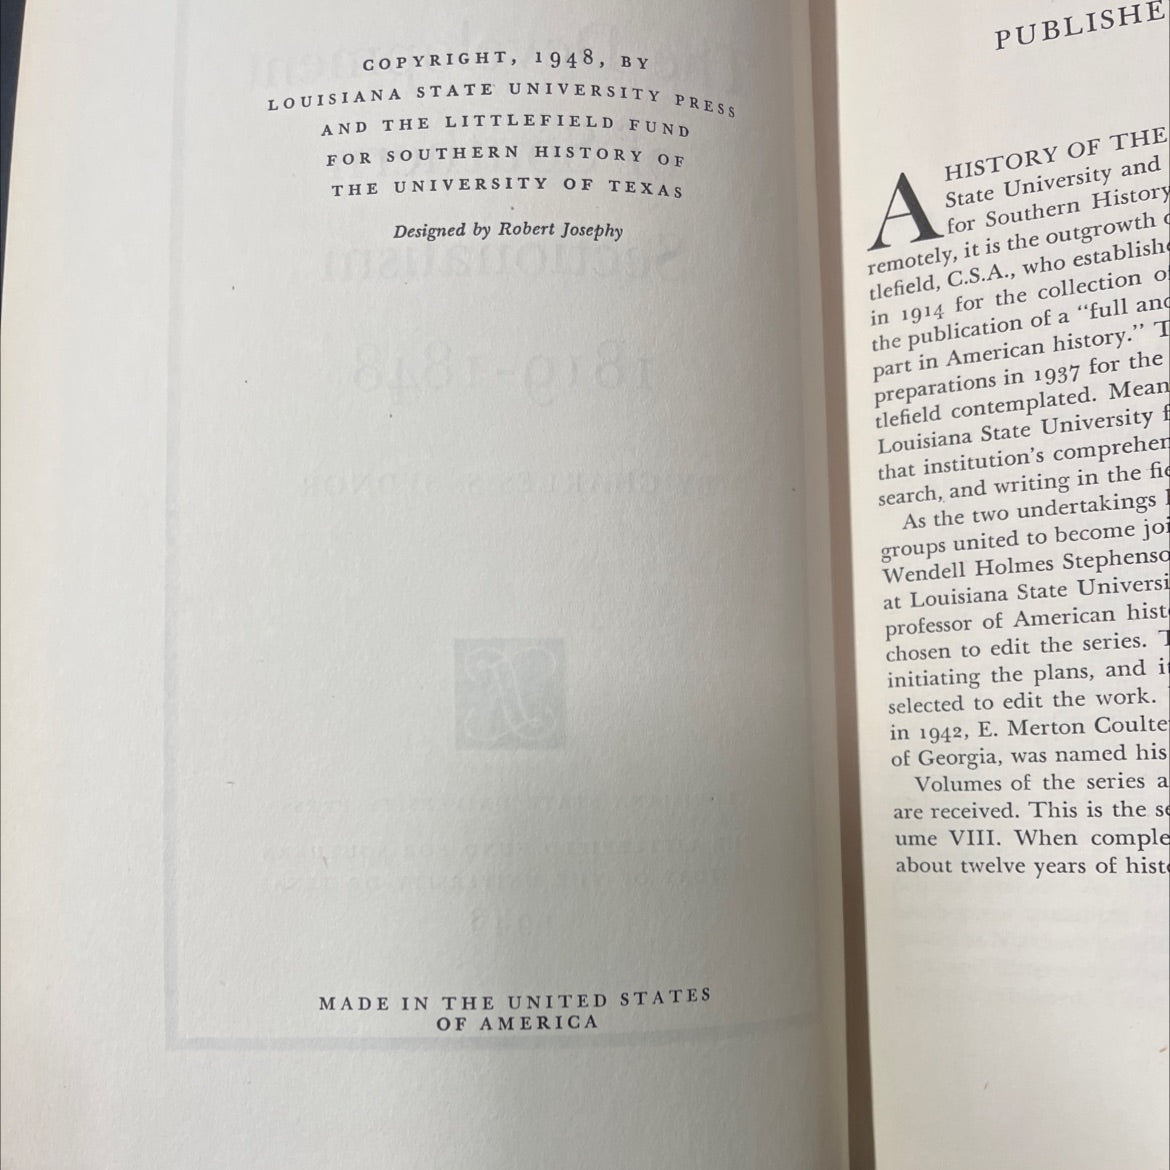 COPYRIGHT, 1948, BY
LOUISIANA STATE UNIVERSITY PRESS
AND THE LITTLEFIELD FUND
FOR SOUTHERN HISTORY OF
THE UNIVERSITY OF TEXAS
Designed by Robert Josephy
MADE IN THE UNITED STATES
OF AMERICA
PUBLISHE
A HISTORY OF THE
State University and
for Southern History
remotely, it is the outgrowth
tlefield, C.S.A., who establishe
in 1914 for the collection of
the publication of a “full and
part in American history.” T
preparations in 1937 for the
tlefield contemplated. Mean
Louisiana State University f
that institution's comprehen
search, and writing in the fie
As the two undertakings
groups united to become joi
Wendell Holmes Stephenso
at Louisiana State Universi
professor of American hist
chosen to edit the series. T
initiating the plans, and i
selected to edit the work.
in 1942, E. Merton Coulte
of Georgia, was named his
Volumes of the series a
are received. This is the se
ume VIII. When comple
about twelve years of hist